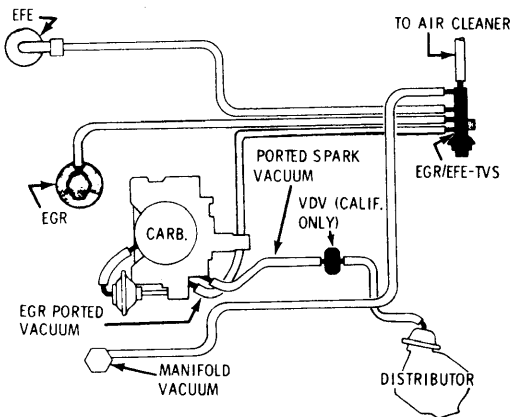 EFE
TO AIR CLEANER
EGR/EFE-TVS
PORTED SPARK
VACUUM
VDV (CALIF.
ONLY)
EGR
CARB.
EGR PORTED
VACUUM
MANIFOLD
VACUUM
DISTRIBUTOR